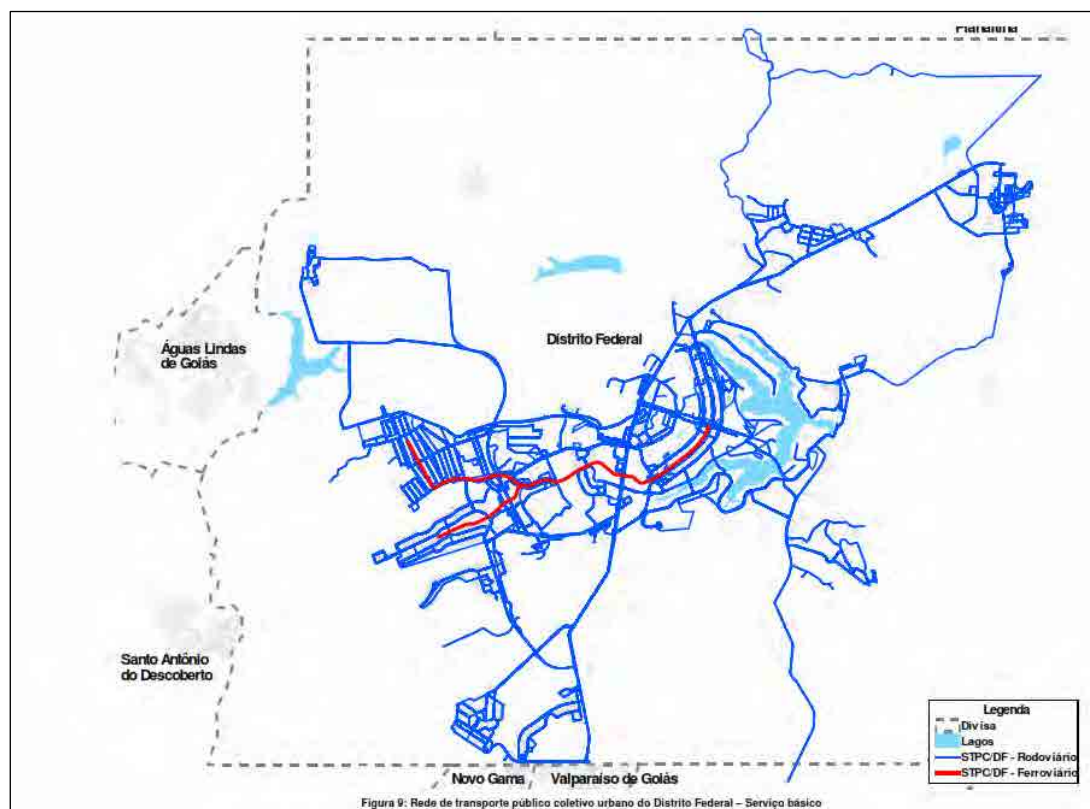 Distrito Federal
Águas Lindas
de Goiás
Santo Antônio
do Descoberto
Legenda
Divisa
Lagos
STPC/DF - Rodoviário
STPC/DF - Ferroviário
Novo Gama
Valparaíso de Goiás
Figura 9: Rede de transporte público coletivo urbano do Distrito Federal – Serviço básico